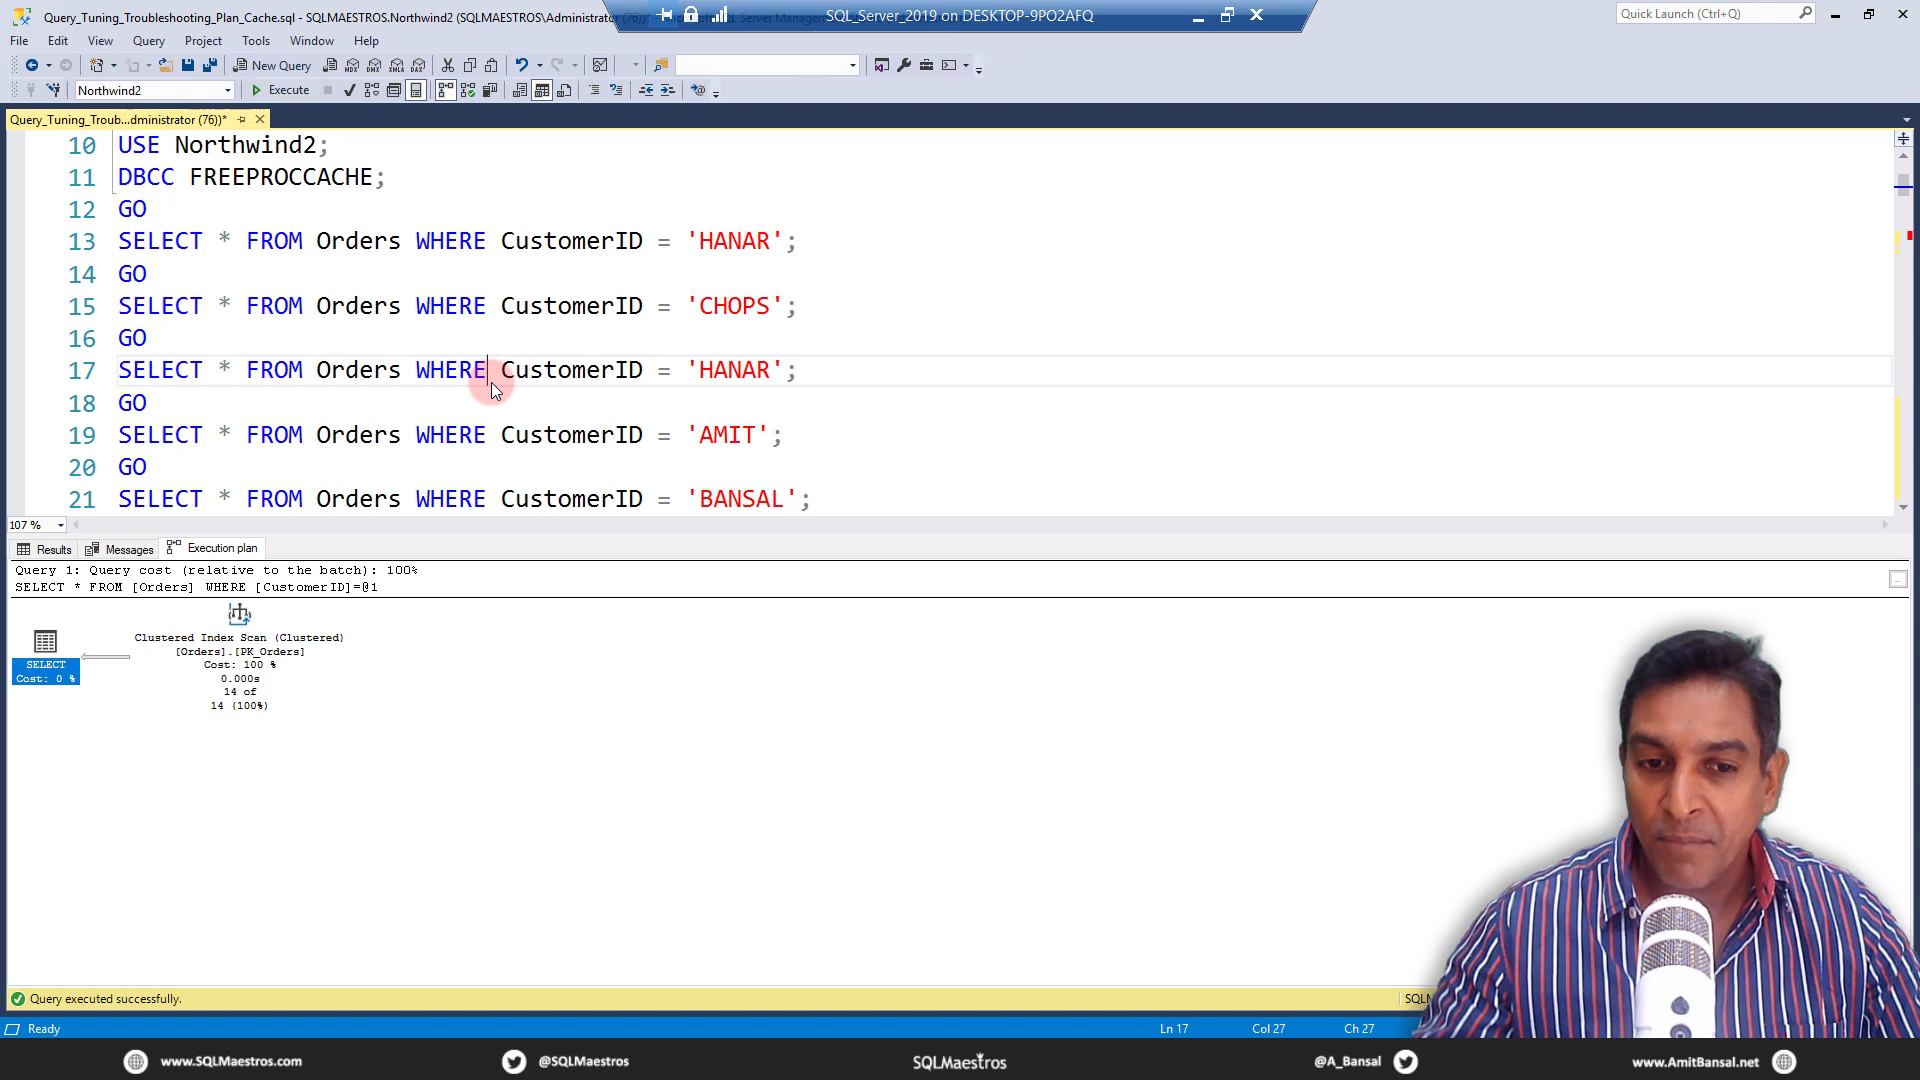 Query_Tuning_Troubleshooting_Plan_Cache.sql - SQLMAESTROS.Northwind2 (SQLMAESTROS\Administrator
SQL_Server_2019 on DESKTOP-9PO2AFQ
Quick Launch (Ctrl+Q)
File Edit View Query Project Tools Window Help
New Query
Northwind2 Execute
Query_Tuning_Troub...dministrator (76))*
10 USE Northwind2;
11 DBCC FREEPROCCACHE;
12 GO
13 SELECT * FROM Orders WHERE CustomerID = 'HANAR';
14 GO
15 SELECT * FROM Orders WHERE CustomerID = 'CHOPS';
16 GO
17 SELECT * FROM Orders WHERE CustomerID = 'HANAR';
18 GO
19 SELECT * FROM Orders WHERE CustomerID = 'AMIT';
20 GO
21 SELECT * FROM Orders WHERE CustomerID = 'BANSAL';
107 %
Results Messages Execution plan
Query 1: Query cost (relative to the batch): 100%
SELECT * FROM [Orders] WHERE [CustomerID]=@1
Clustered Index Scan (Clustered)
[Orders].[PK_Orders]
Cost: 100 %
0.000s
14 of
14 (100%)
SELECT
Cost: 0 %
Query executed successfully.
SQLM
Ready Ln 17 Col 27 Ch 27
www.SQLMaestros.com @SQLMaestros SQLMaestros @A_Bansal www.AmitBansal.net